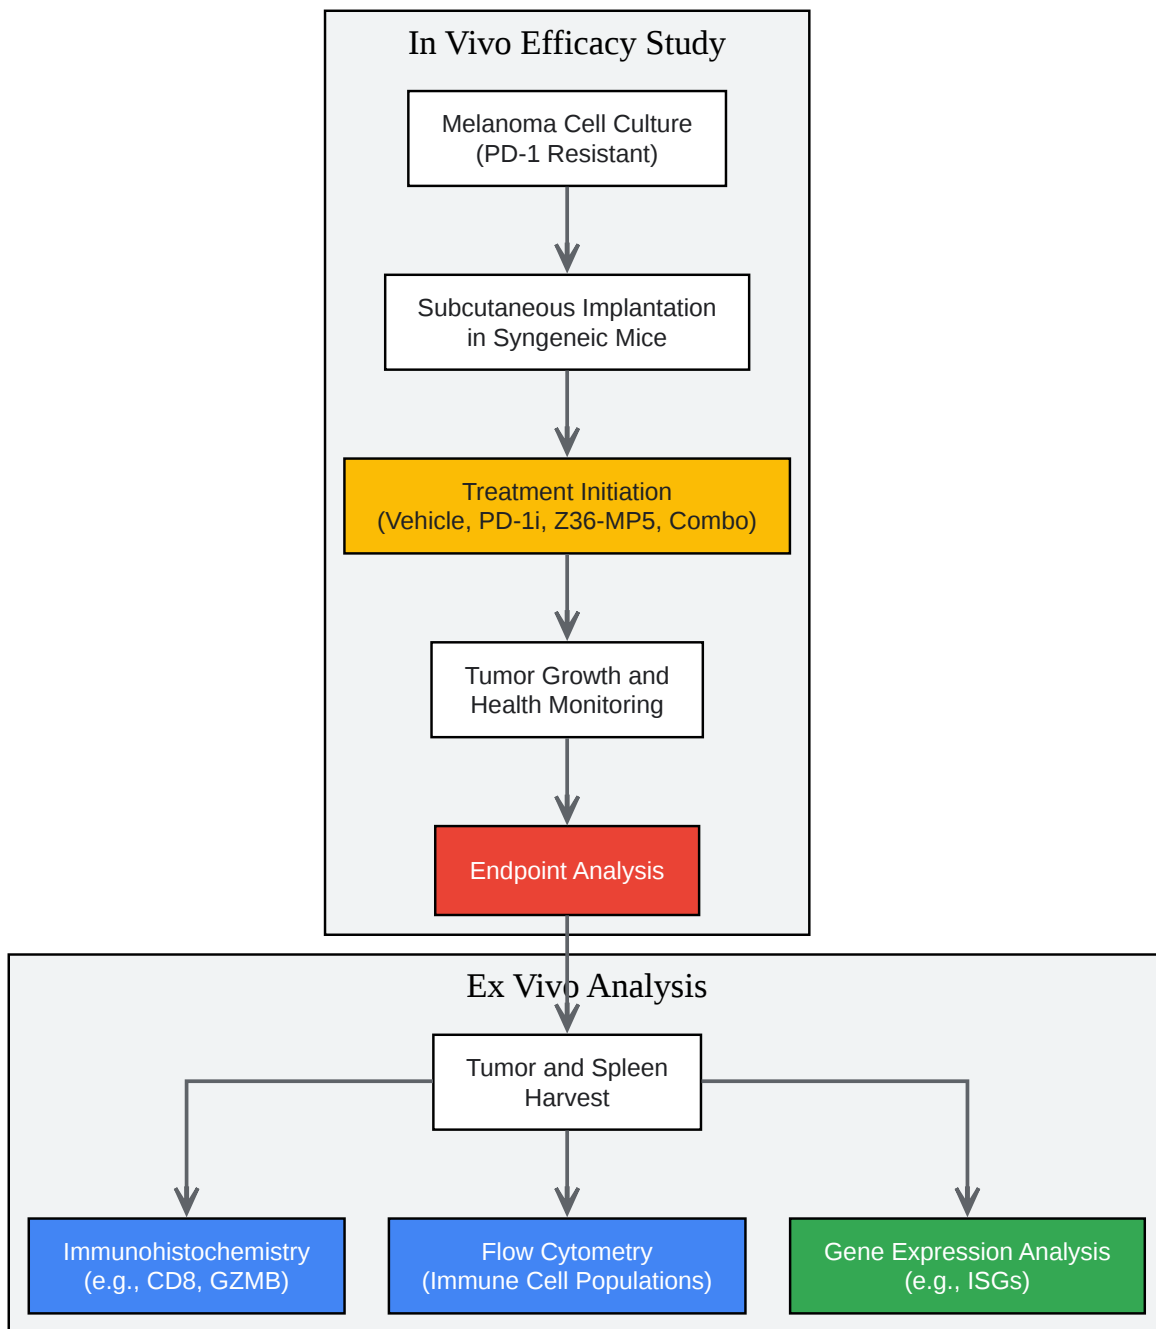 In Vivo Efficacy Study
Melanoma Cell Culture
(PD-1 Resistant)
Subcutaneous Implantation
in Syngeneic Mice
Treatment Initiation
(Vehicle, PD-1i, Z36-MP5, Combo)
Tumor Growth and
Health Monitoring
Endpoint Analysis
Ex Vivo Analysis
Tumor and Spleen
Harvest
Immunohistochemistry
(e.g., CD8, GZMB)
Flow Cytometry
(Immune Cell Populations)
Gene Expression Analysis
(e.g., ISGs)